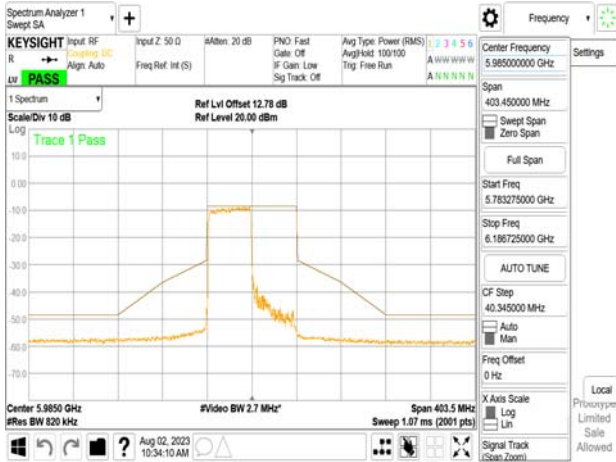 Spectrum Analyzer 1
Swept SA
+
Frequency
KEYSIGHT
R
LVI PASS
Input: RF
Coupling: DC
Align: Auto
Input Z: 50 Ω
Freq Ref: Int (S)
#Atten: 20 dB
PNO: Fast
Gate: Off
IF Gain: Low
Sig Track: Off
Avg Type: Power (RMS)
Avg|Hold: 100/100
Trig: Free Run
1 2 3 4 5 6
A W W W W W
A N N N N N
Center Frequency
5.985000000 GHz
Settings
Span
403.450000 MHz
Swept Span
Zero Span
Full Span
Start Freq
5.783275000 GHz
Stop Freq
6.186725000 GHz
AUTO TUNE
CF Step
40.345000 MHz
Auto
Man
Freq Offset
0 Hz
X Axis Scale
Log
Lin
Signal Track
(Span Zoom)
Local
Prototype
Limited
Sale
Allowed
1 Spectrum
Scale/Div 10 dB
Ref Lvl Offset 12.78 dB
Ref Level 20.00 dBm
Log
Trace 1 Pass
10.0
0.00
-10.0
-20.0
-30.0
-40.0
-50.0
-60.0
-70.0
Center 5.9850 GHz
#Video BW 2.7 MHz*
Span 403.5 MHz
#Res BW 820 kHz
Sweep 1.07 ms (2001 pts)
?
Aug 02, 2023
10:34:10 AM